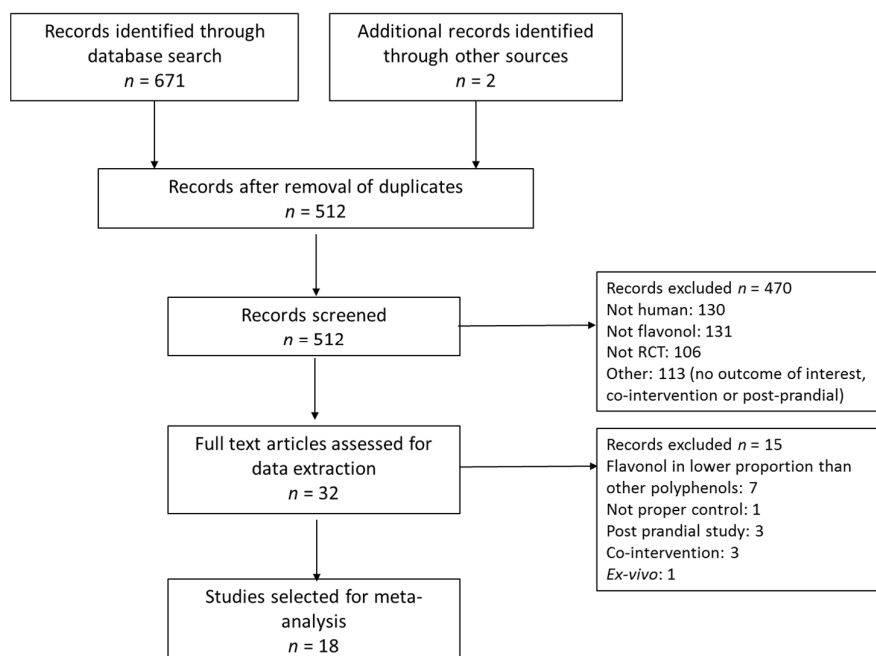 Records identified through
database search
n = 671
Additional records identified
through other sources
n = 2
Records after removal of duplicates
n = 512
Records screened
n = 512
Records excluded n = 470
Not human: 130
Not flavonol: 131
Not RCT: 106
Other: 113 (no outcome of interest,
co-intervention or post-prandial)
Full text articles assessed for
data extraction
n = 32
Records excluded n = 15
Flavonol in lower proportion than
other polyphenols: 7
Not proper control: 1
Post prandial study: 3
Co-intervention: 3
Ex-vivo: 1
Studies selected for meta-
analysis
n = 18